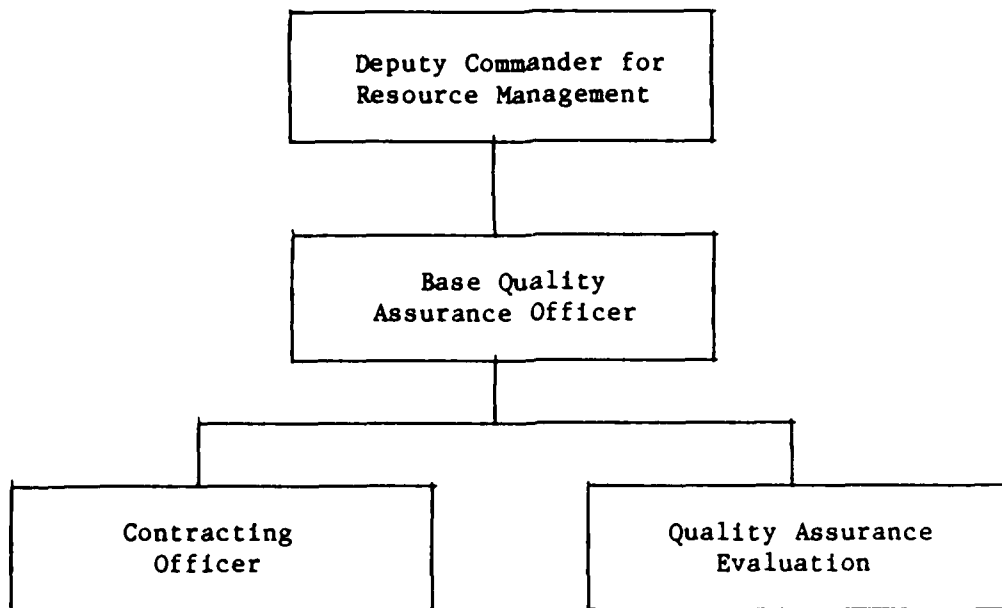 Deputy Commander for
Resource Management
Base Quality
Assurance Officer
Contracting
Officer
Quality Assurance
Evaluation